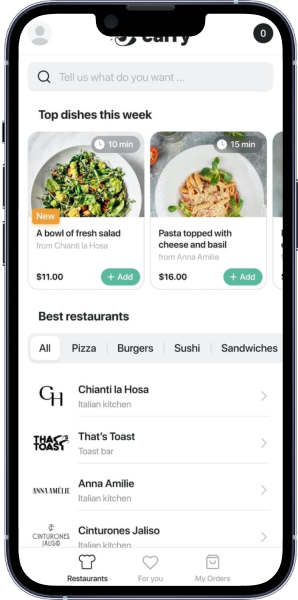 Carry
0
Tell us what do you want ...
Top dishes this week
10 min
15 min
New
A bowl of fresh salad
from Chianti la Hosa
$11.00
+ Add
Pasta topped with
cheese and basil
from Anna Amilie
$16.00
+ Add
Best restaurants
All
Pizza
Burgers
Sushi
Sandwiches
CH
Chianti la Hosa
Italian kitchen
THAT'S
TOAST
That's Toast
Toast bar
ANNA AMÉLIE
Anna Amilie
Italian kitchen
CINTURONES
JALISO
Cinturones Jaliso
Italian kitchen
Restaurants
For you
My Orders